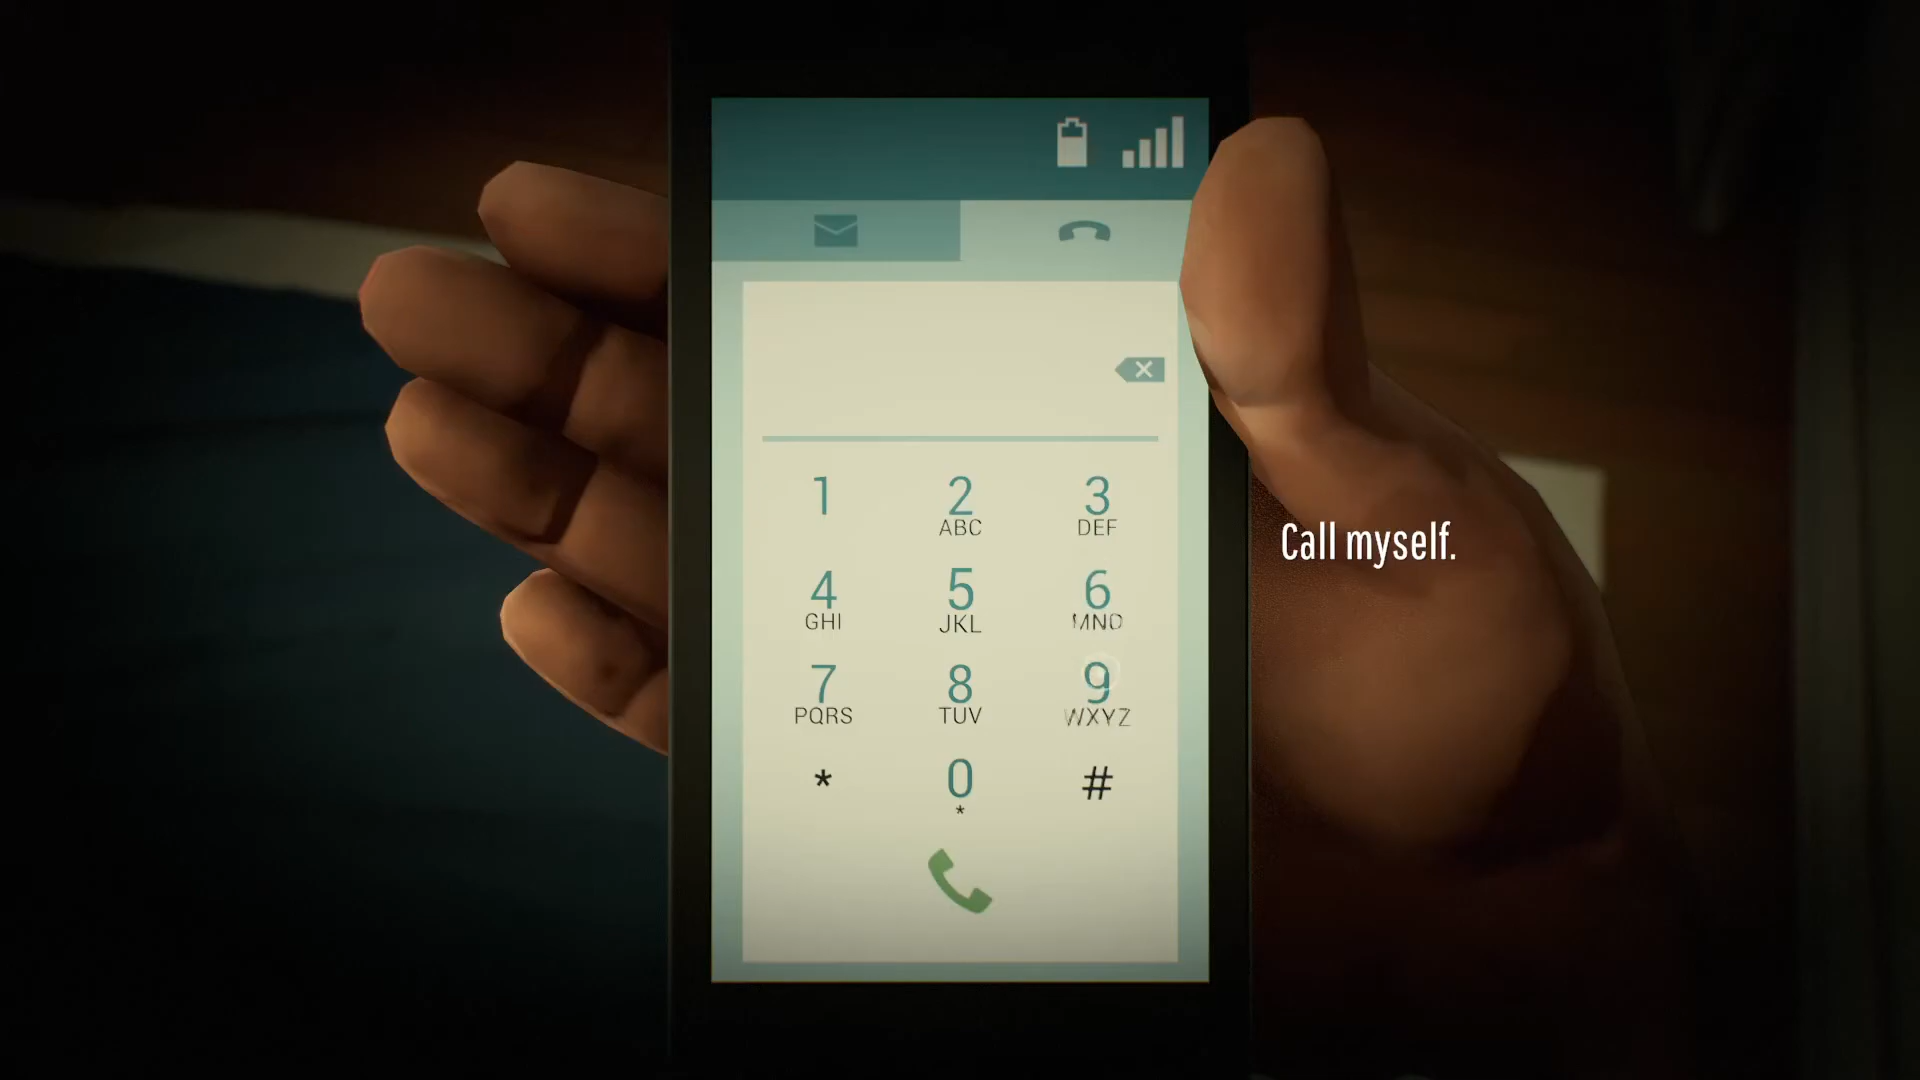 1 2 3
ABC DEF
4 5 6
GHI JKL MNO
7 8 9
PQRS TUV WXYZ
* 0 #
*
Call myself.